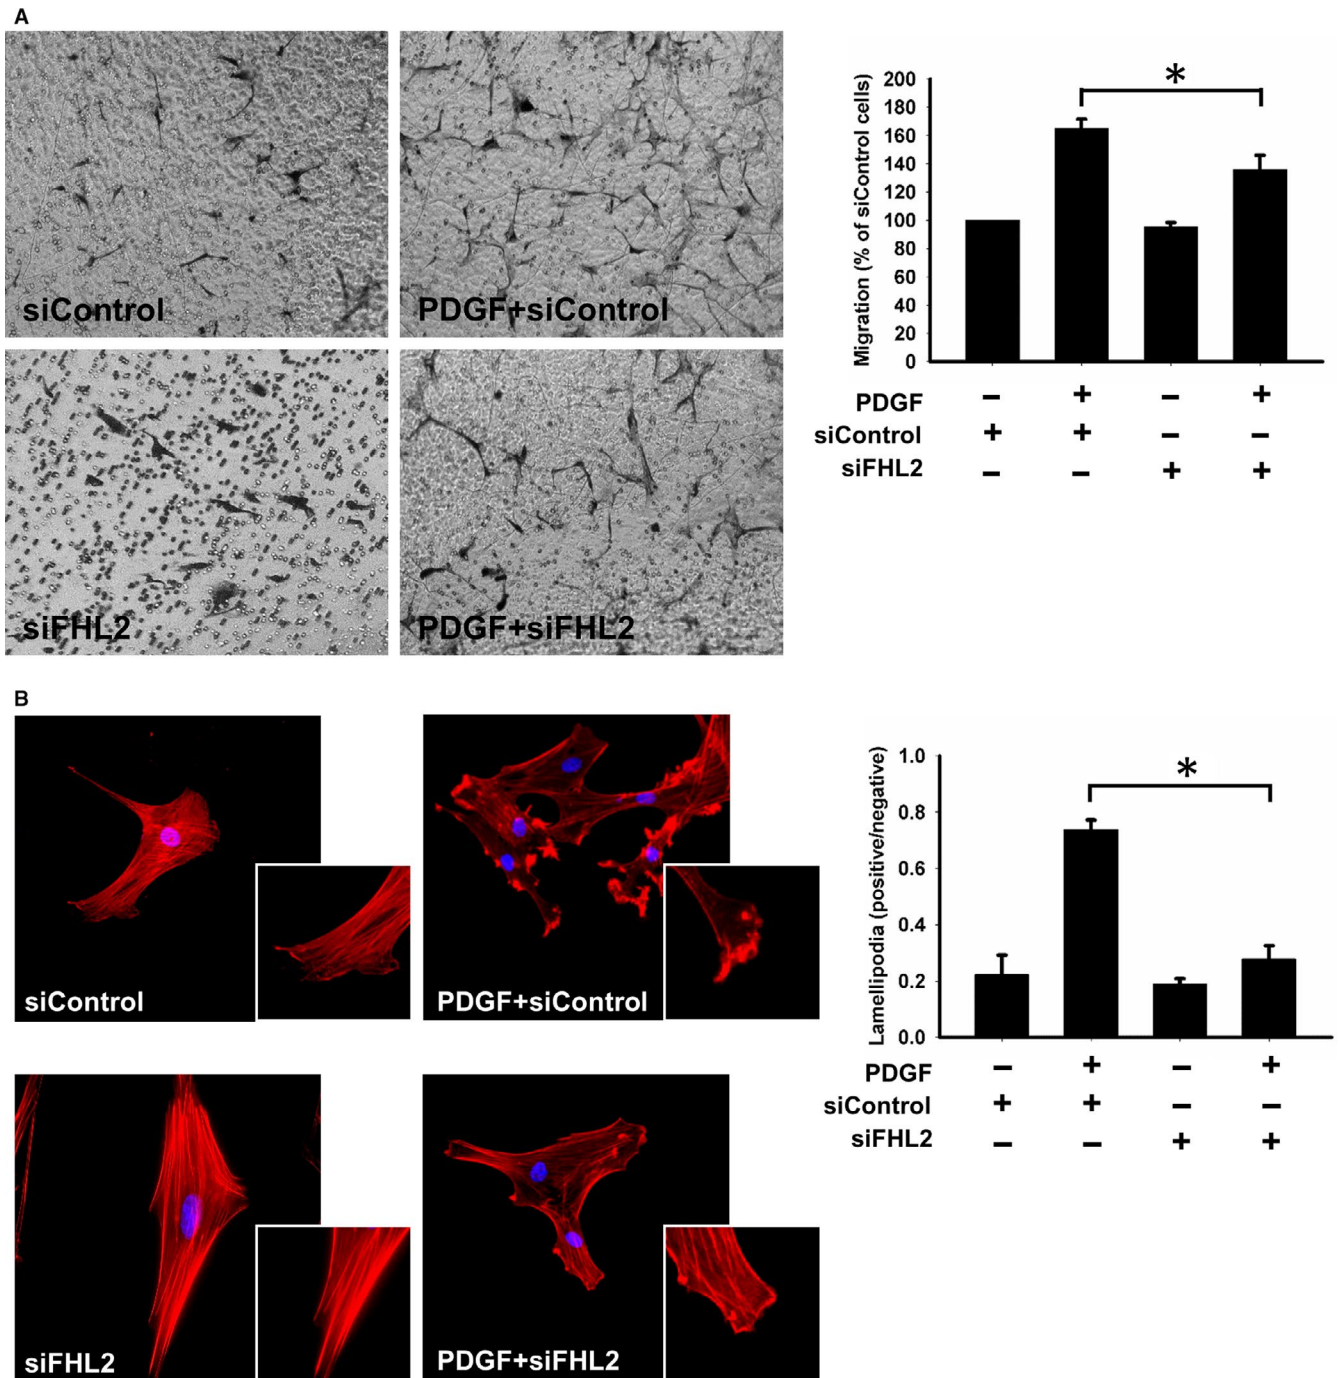 A
siControl
PDGF+siControl
siFHL2
PDGF+siFHL2
Migration (% of siControl cells)
200
180
160
140
120
100
80
60
40
20
0
*
PDGF – + – +
siControl + + – –
siFHL2 – – + +
B
siControl
PDGF+siControl
siFHL2
PDGF+siFHL2
Lamellipodia (positive/negative)
1.0
0.8
0.6
0.4
0.2
0.0
*
PDGF – + – +
siControl + + – –
siFHL2 – – + +